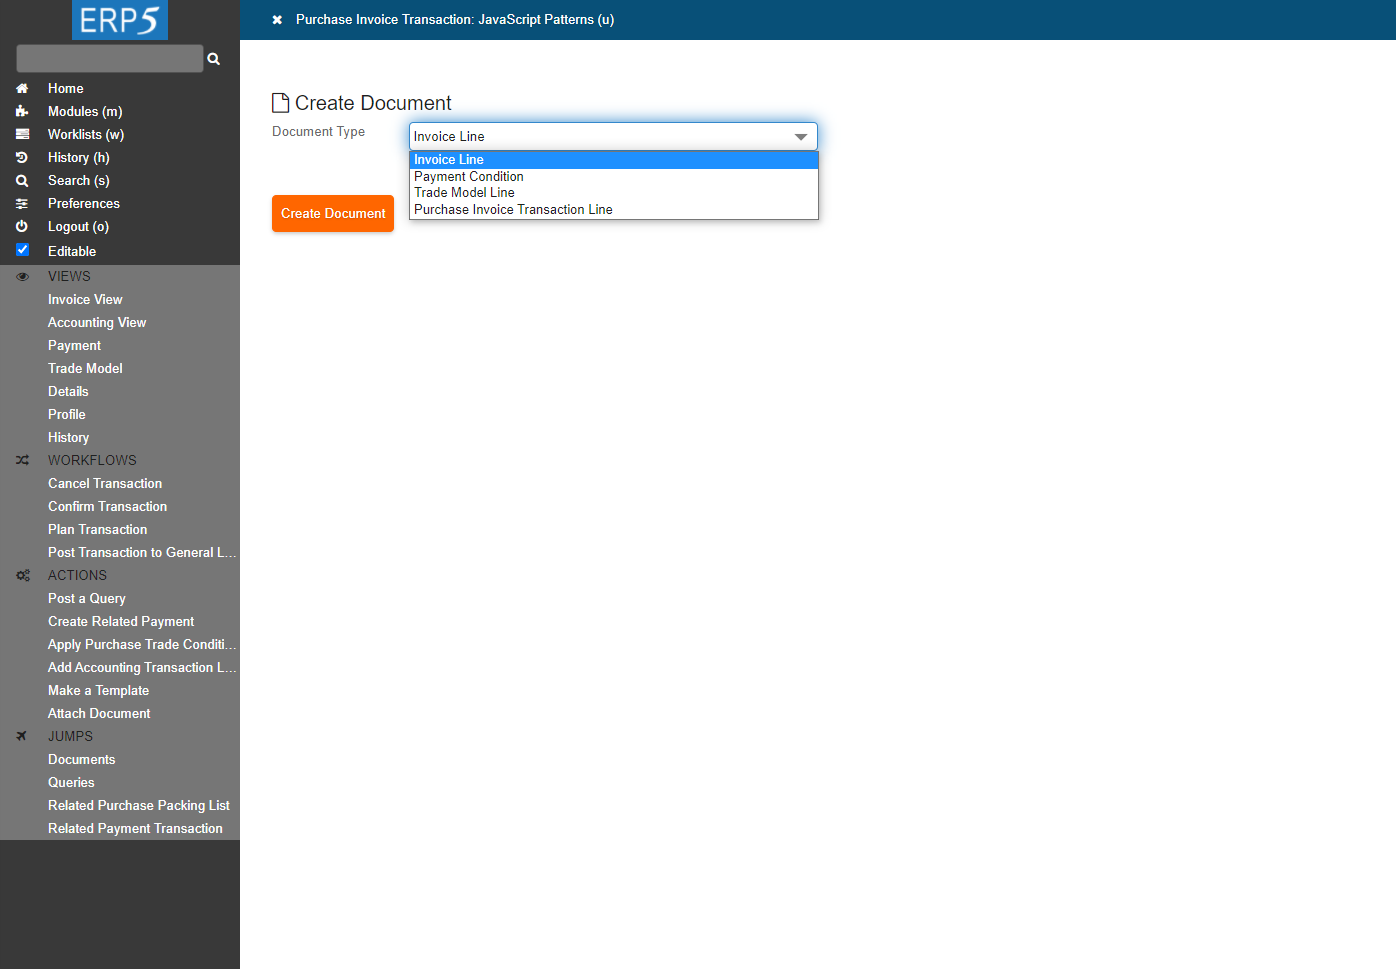 ERP5
Purchase Invoice Transaction: JavaScript Patterns (u)
Home
Modules (m)
Worklists (w)
History (h)
Search (s)
Preferences
Logout (o)
Editable
VIEWS
Invoice View
Accounting View
Payment
Trade Model
Details
Profile
History
WORKFLOWS
Cancel Transaction
Confirm Transaction
Plan Transaction
Post Transaction to General L...
ACTIONS
Post a Query
Create Related Payment
Apply Purchase Trade Conditi...
Add Accounting Transaction L...
Make a Template
Attach Document
JUMPS
Documents
Queries
Related Purchase Packing List
Related Payment Transaction
Create Document
Document Type
Invoice Line
Invoice Line
Payment Condition
Trade Model Line
Purchase Invoice Transaction Line
Create Document